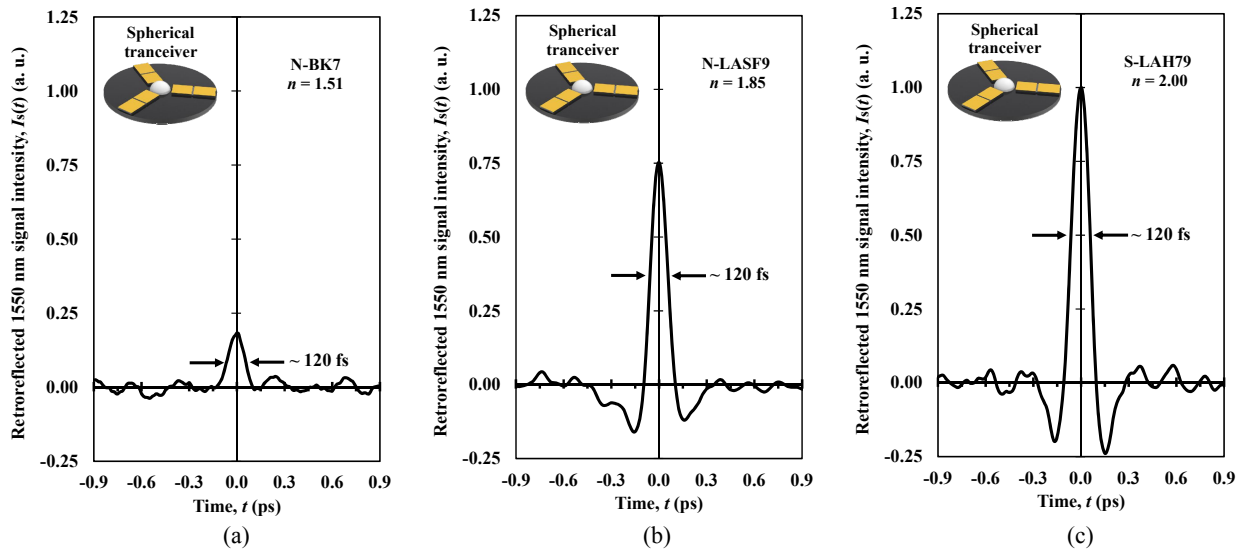 Retroreflected 1550 nm signal intensity, Is(t) (a. u.)
1.25
1.00
0.75
0.50
0.25
0.00
-0.25
Spherical
tranceiver
N-BK7
n = 1.51
~ 120 fs
-0.9 -0.6 -0.3 0.0 0.3 0.6 0.9
Time, t (ps)
(a)
Retroreflected 1550 nm signal intensity, Is(t) (a. u.)
1.25
1.00
0.75
0.50
0.25
0.00
-0.25
Spherical
tranceiver
N-LASF9
n = 1.85
~ 120 fs
-0.9 -0.6 -0.3 0.0 0.3 0.6 0.9
Time, t (ps)
(b)
Retroreflected 1550 nm signal intensity, Is(t) (a. u.)
1.25
1.00
0.75
0.50
0.25
0.00
-0.25
Spherical
tranceiver
S-LAH79
n = 2.00
~ 120 fs
-0.9 -0.6 -0.3 0.0 0.3 0.6 0.9
Time, t (ps)
(c)